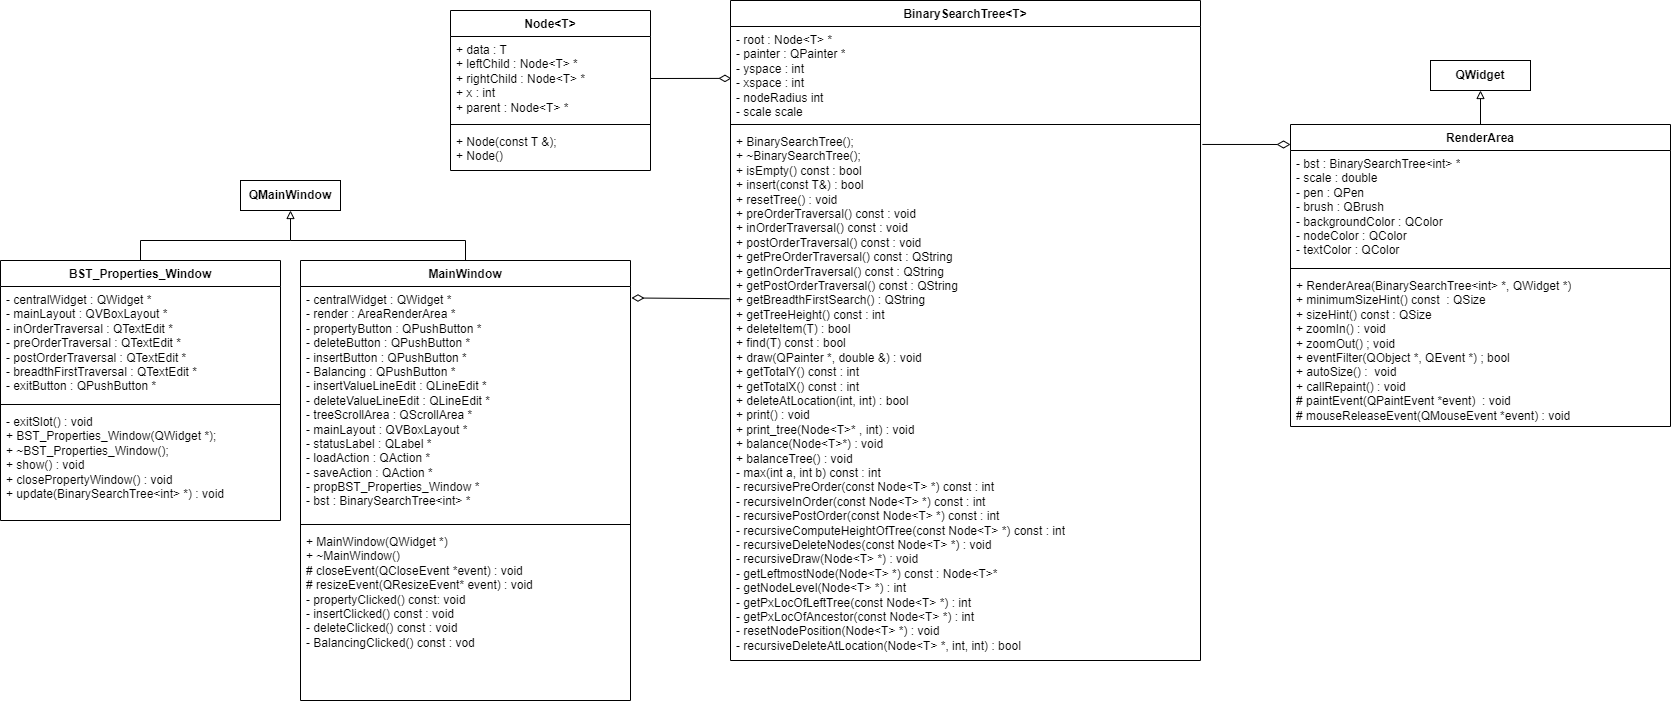 Node<T>
+ data : T
+ leftChild : Node<T> *
+ rightChild : Node<T> *
+ x : int
+ parent : Node<T> *
+ Node(const T &);
+ Node()
BinarySearchTree<T>
- root : Node<T> *
- painter : QPainter *
- yspace : int
- xspace : int
- nodeRadius int
- scale scale
+ BinarySearchTree();
+ ~BinarySearchTree();
+ isEmpty() const : bool
+ insert(const T&) : bool
+ resetTree() : void
+ preOrderTraversal() const : void
+ inOrderTraversal() const : void
+ postOrderTraversal() const : void
+ getPreOrderTraversal() const : QString
+ getInOrderTraversal() const : QString
+ getPostOrderTraversal() const : QString
+ getBreadthFirstSearch() : QString
+ getTreeHeight() const : int
+ deleteItem(T) : bool
+ find(T) const : bool
+ draw(QPainter *, double &) : void
+ getTotalY() const : int
+ getTotalX() const : int
+ deleteAtLocation(int, int) : bool
+ print() : void
+ print_tree(Node<T>* , int) : void
+ balance(Node<T>*) : void
+ balanceTree() : void
- max(int a, int b) const : int
- recursivePreOrder(const Node<T> *) const : int
- recursiveInOrder(const Node<T> *) const : int
- recursivePostOrder(const Node<T> *) const : int
- recursiveComputeHeightOfTree(const Node<T> *) const : int
- recursiveDeleteNodes(const Node<T> *) : void
- recursiveDraw(Node<T> *) : void
- getLeftmostNode(Node<T> *) const : Node<T>*
- getNodeLevel(Node<T> *) : int
- getPxLocOfLeftTree(const Node<T> *) : int
- getPxLocOfAncestor(const Node<T> *) : int
- resetNodePosition(Node<T> *) : void
- recursiveDeleteAtLocation(Node<T> *, int, int) : bool
QWidget
RenderArea
- bst : BinarySearchTree<int> *
- scale : double
- pen : QPen
- brush : QBrush
- backgroundColor : QColor
- nodeColor : QColor
- textColor : QColor
+ RenderArea(BinarySearchTree<int> *, QWidget *)
+ minimumSizeHint() const  : QSize
+ sizeHint() const : QSize
+ zoomIn() : void
+ zoomOut() ; void
+ eventFilter(QObject *, QEvent *) ; bool
+ autoSize() :  void
+ callRepaint() : void
# paintEvent(QPaintEvent *event)  : void
# mouseReleaseEvent(QMouseEvent *event) : void
QMainWindow
BST_Properties_Window
- centralWidget : QWidget *
- mainLayout : QVBoxLayout *
- inOrderTraversal : QTextEdit *
- preOrderTraversal : QTextEdit *
- postOrderTraversal : QTextEdit *
- breadthFirstTraversal : QTextEdit *
- exitButton : QPushButton *
- exitSlot() : void
+ BST_Properties_Window(QWidget *);
+ ~BST_Properties_Window();
+ show() : void
+ closePropertyWindow() : void
+ update(BinarySearchTree<int> *) : void
MainWindow
- centralWidget : QWidget *
- render : AreaRenderArea *
- propertyButton : QPushButton *
- deleteButton : QPushButton *
- insertButton : QPushButton *
- Balancing : QPushButton *
- insertValueLineEdit : QLineEdit *
- deleteValueLineEdit : QLineEdit *
- treeScrollArea : QScrollArea *
- mainLayout : QVBoxLayout *
- statusLabel : QLabel *
- loadAction : QAction *
- saveAction : QAction *
- propBST_Properties_Window *
- bst : BinarySearchTree<int> *
+ MainWindow(QWidget *)
+ ~MainWindow()
# closeEvent(QCloseEvent *event) : void
# resizeEvent(QResizeEvent* event) : void
- propertyClicked() const: void
- insertClicked() const : void
- deleteClicked() const : void
- BalancingClicked() const : vod